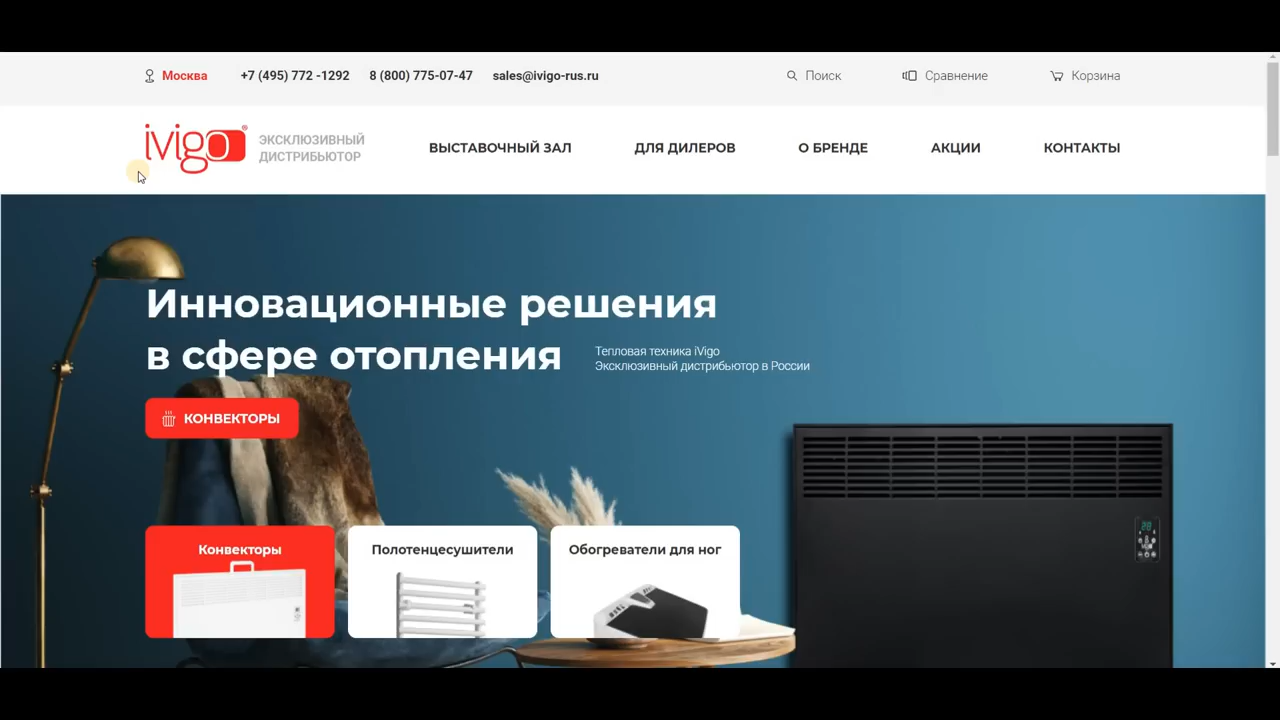 Москва
+7 (495) 772 -1292
8 (800) 775-07-47
sales@ivigo-rus.ru
Поиск
Сравнение
Корзина
ivigo®
ЭКСКЛЮЗИВНЫЙ
ДИСТРИБЬЮТОР
ВЫСТАВОЧНЫЙ ЗАЛ
ДЛЯ ДИЛЕРОВ
О БРЕНДЕ
АКЦИИ
КОНТАКТЫ
Инновационные решения
в сфере отопления
Тепловая техника iVigo
Эксклюзивный дистрибьютор в России
КОНВЕКТОРЫ
Конвекторы
Полотенцесушители
Обогреватели для ног